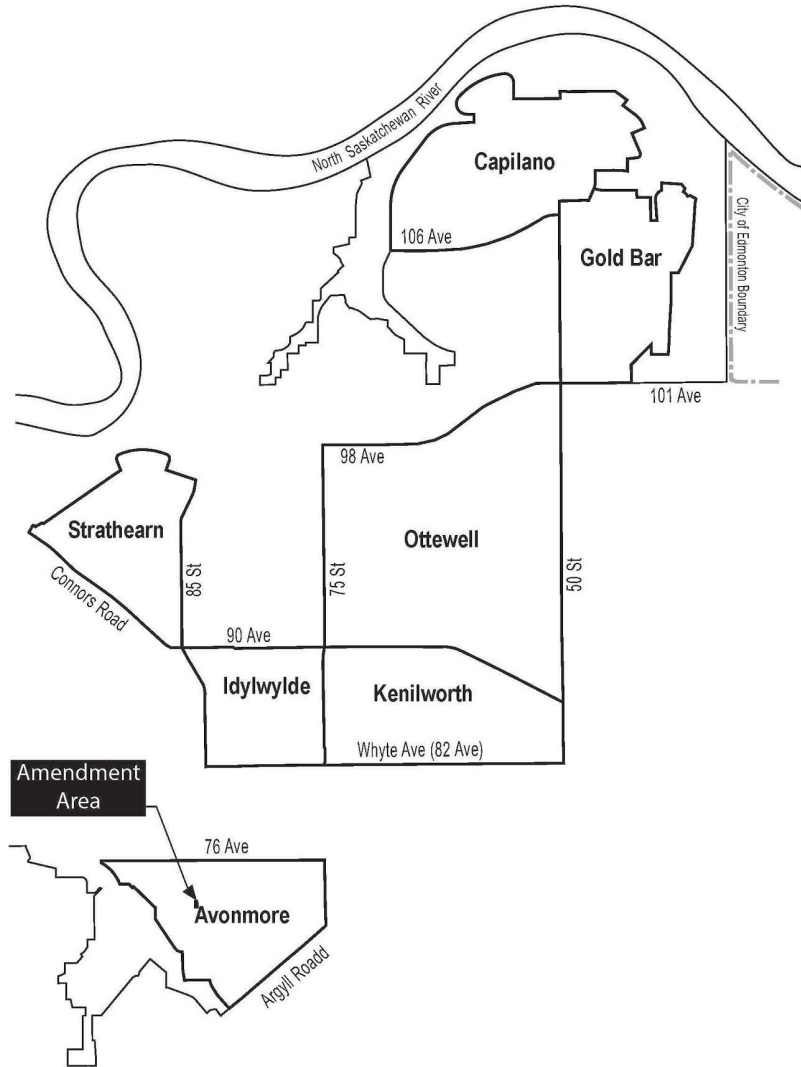 North Saskatchewan River
Capilano
City of Edmonton Boundary
106 Ave
Gold Bar
101 Ave
98 Ave
Strathearn
Ottewell
85 St
75 St
50 St
Connors Road
90 Ave
Idylwylde
Kenilworth
Whyte Ave (82 Ave)
Amendment
Area
76 Ave
Avonmore
Argyll Roadd